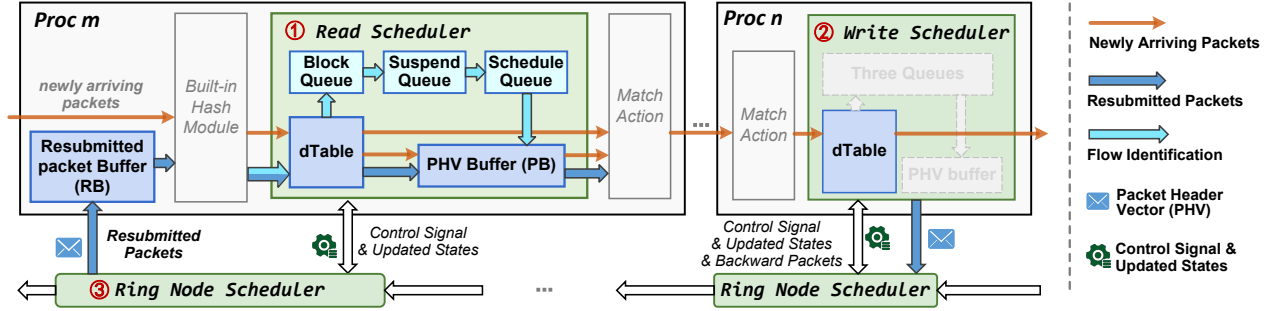 Proc m
① Read Scheduler
Block
Queue
Suspend
Queue
Schedule
Queue
newly arriving
packets
Built-in
Hash
Module
Resubmitted
packet Buffer
(RB)
dTable
PHV Buffer (PB)
Match
Action
...
Proc n
② Write Scheduler
Three Queues
Match
Action
dTable
PHV buffer
Resubmitted
Packets
Control Signal
& Updated States
Control Signal
& Updated States
& Backward Packets
③ Ring Node Scheduler
...
Ring Node Scheduler
Newly Arriving Packets
Resubmitted Packets
Flow Identification
Packet Header
Vector (PHV)
Control Signal &
Updated States